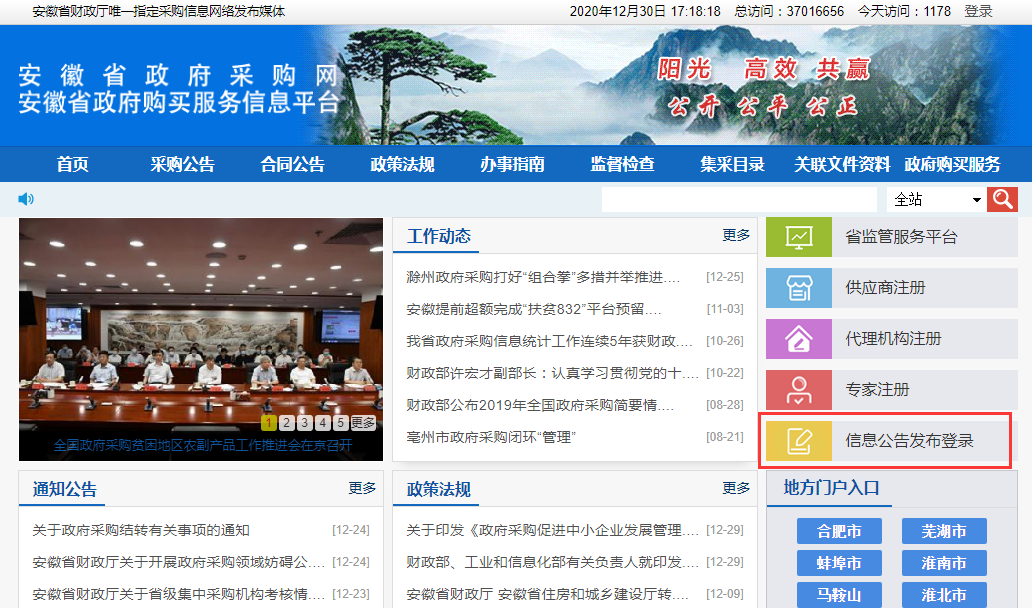 安徽省财政厅唯一指定采购信息网络发布媒体
2020年12月30日 17:18:18 总访问：37016656 今天访问：1178 登录
安徽省政府采购网
安徽省政府购买服务信息平台
阳光 高效 共赢
公开 公平 公正
首页 采购公告 合同公告 政策法规 办事指南 监督检查 集采目录 关联文件资料 政府购买服务
全站
1 2 3 4 5 更多
全国政府采购贫困地区农副产品工作推进会在京召开
工作动态 更多
滁州政府采购打好“组合拳”多措并举推进.... [12-25]
安徽提前超额完成“扶贫832”平台预留.... [11-03]
我省政府采购信息统计工作连续5年获财政.... [10-26]
财政部许宏才副部长：认真学习贯彻党的十.... [10-22]
财政部公布2019年全国政府采购简要情.... [08-28]
亳州市政府采购闭环“管理” [08-21]
省监管服务平台
供应商注册
代理机构注册
专家注册
信息公告发布登录
通知公告 更多
关于政府采购结转有关事项的通知 [12-24]
安徽省财政厅关于开展政府采购领域妨碍公.... [12-24]
安徽省财政厅关于省级集中采购机构考核情.... [12-23]
政策法规 更多
关于印发《政府采购促进中小企业发展管理.... [12-29]
财政部、工业和信息化部有关负责人就印发.... [12-29]
安徽省财政厅 安徽省住房和城乡建设厅转.... [12-09]
地方门户入口
合肥市 芜湖市
蚌埠市 淮南市
马鞍山 淮北市